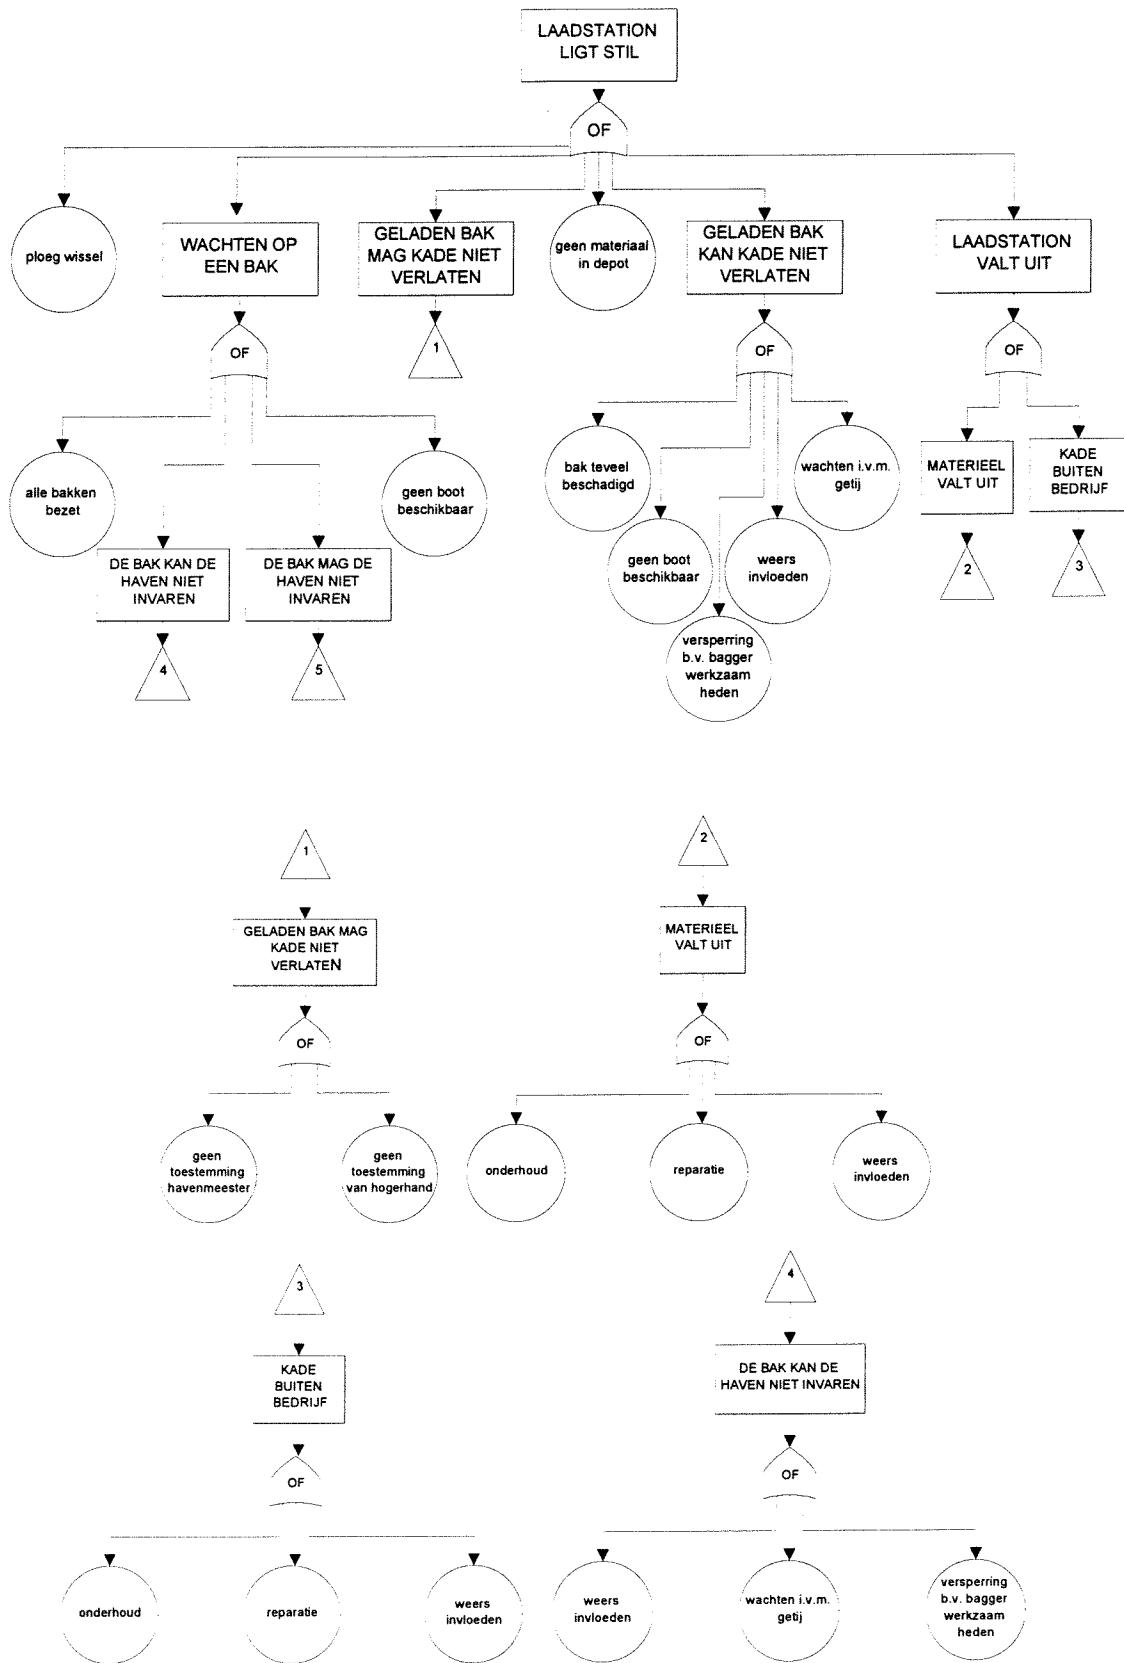 LAADSTATION
LIGT STIL
OF
ploeg wissel
WACHTEN OP
EEN BAK
GELADEN BAK
MAG KADE NIET
VERLATEN
geen materiaal
in depot
GELADEN BAK
KAN KADE NIET
VERLATEN
LAADSTATION
VALT UIT
OF
1
OF
OF
alle bakken
bezet
geen boot
beschikbaar
bak teveel
beschadigd
wachten i.v.m.
getij
MATERIEEL
VALT UIT
KADE
BUITEN
BEDRIJF
DE BAK KAN DE
HAVEN NIET
INVAREN
DE BAK MAG DE
HAVEN NIET
INVAREN
geen boot
beschikbaar
weers
invloeden
2
3
versperring
b.v. bagger
werkzaam
heden
4
5
1
2
GELADEN BAK MAG
KADE NIET
VERLATEN
MATERIEEL
VALT UIT
OF
OF
geen
toestemming
havenmeester
geen
toestemming
van hogerhand
onderhoud
reparatie
weers
invloeden
3
4
KADE
BUITEN
BEDRIJF
DE BAK KAN DE
HAVEN NIET INVAREN
OF
OF
onderhoud
reparatie
weers
invloeden
weers
invloeden
wachten i.v.m.
getij
versperring
b.v. bagger
werkzaam
heden